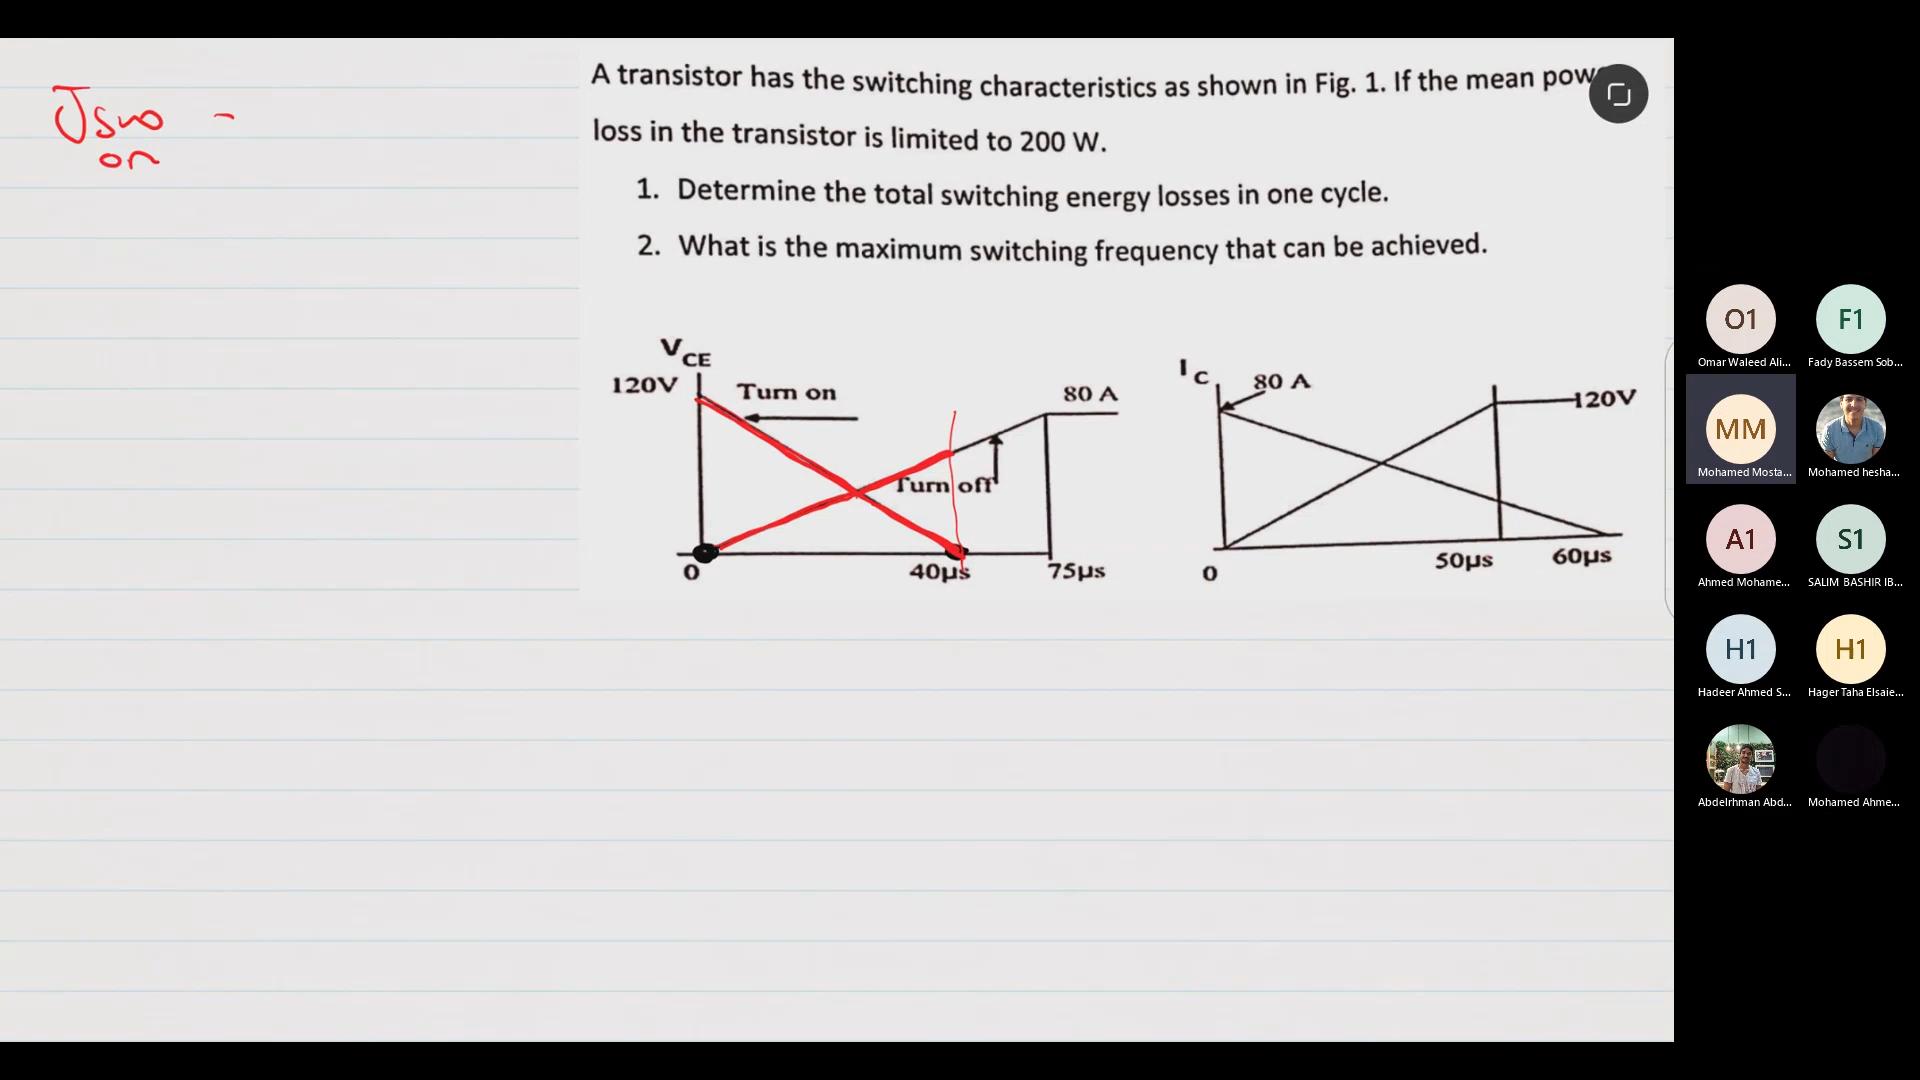 Jsw -
on
A transistor has the switching characteristics as shown in Fig. 1. If the mean pow
loss in the transistor is limited to 200 W.
1. Determine the total switching energy losses in one cycle.
2. What is the maximum switching frequency that can be achieved.
VCE
120V
Turn on
80 A
Turn off
0
40µs
75µs
IC
80 A
120V
0
50µs
60µs
O1
F1
Omar Waleed Ali...
Fady Bassem Sob...
MM
Mohamed Mosta...
Mohamed hesha...
A1
S1
Ahmed Mohame...
SALIM BASHIR IB...
H1
H1
Hadeer Ahmed S...
Hager Taha Elsaie...
Abdelrhman Abd...
Mohamed Ahme...